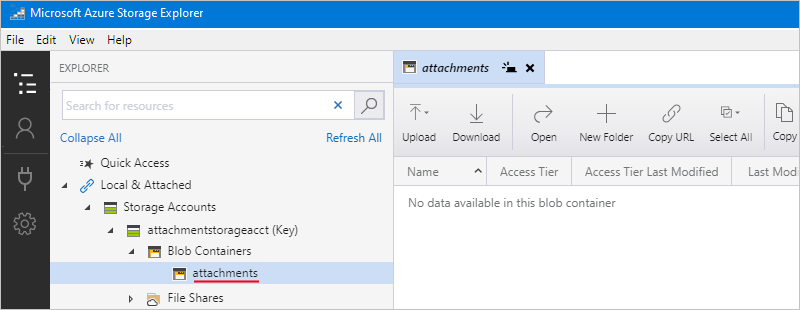 Microsoft Azure Storage Explorer
File Edit View Help
EXPLORER
Search for resources
Collapse All Refresh All
Quick Access
Local & Attached
Storage Accounts
attachmentstorageacct (Key)
Blob Containers
attachments
File Shares
attachments
Upload Download Open New Folder Copy URL Select All Copy
Name Access Tier Access Tier Last Modified Last Modi
No data available in this blob container